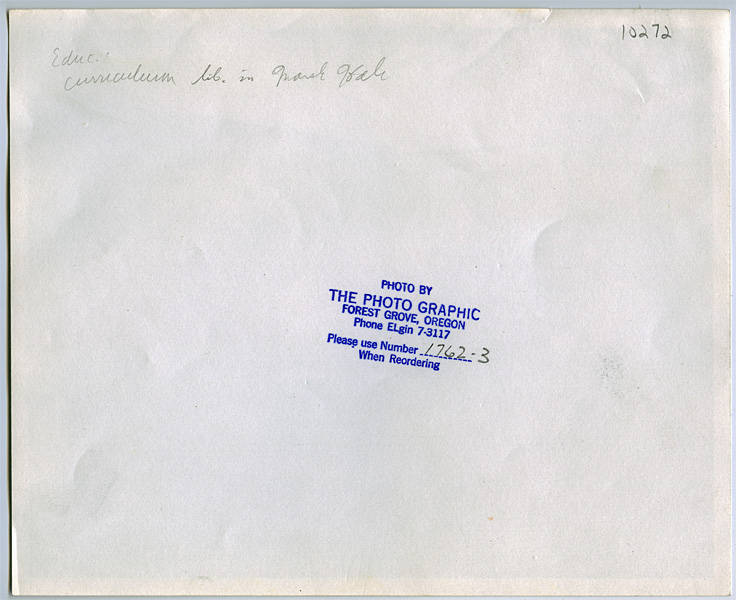 10272
Educ.:
curriculum lib. in Marsh Hall
PHOTO BY
THE PHOTO GRAPHIC
FOREST GROVE, OREGON
Phone ELgin 7-3117
Please use Number 1762-3
When Reordering